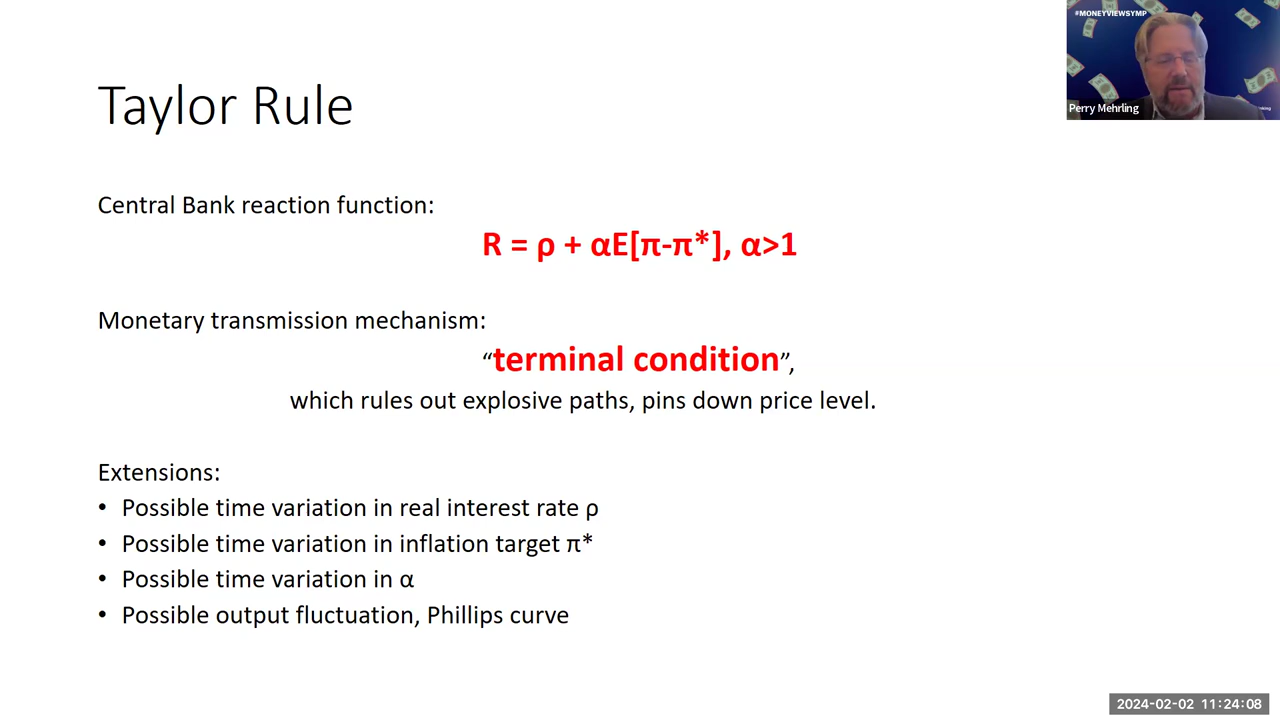 #MONEYVIEWSYMP
Perry Mehrling
Taylor Rule
Central Bank reaction function:
R = ρ + αE[π-π*], α>1
Monetary transmission mechanism:
“terminal condition”,
which rules out explosive paths, pins down price level.
Extensions:
• Possible time variation in real interest rate ρ
• Possible time variation in inflation target π*
• Possible time variation in α
• Possible output fluctuation, Phillips curve
2024-02-02 11:24:08